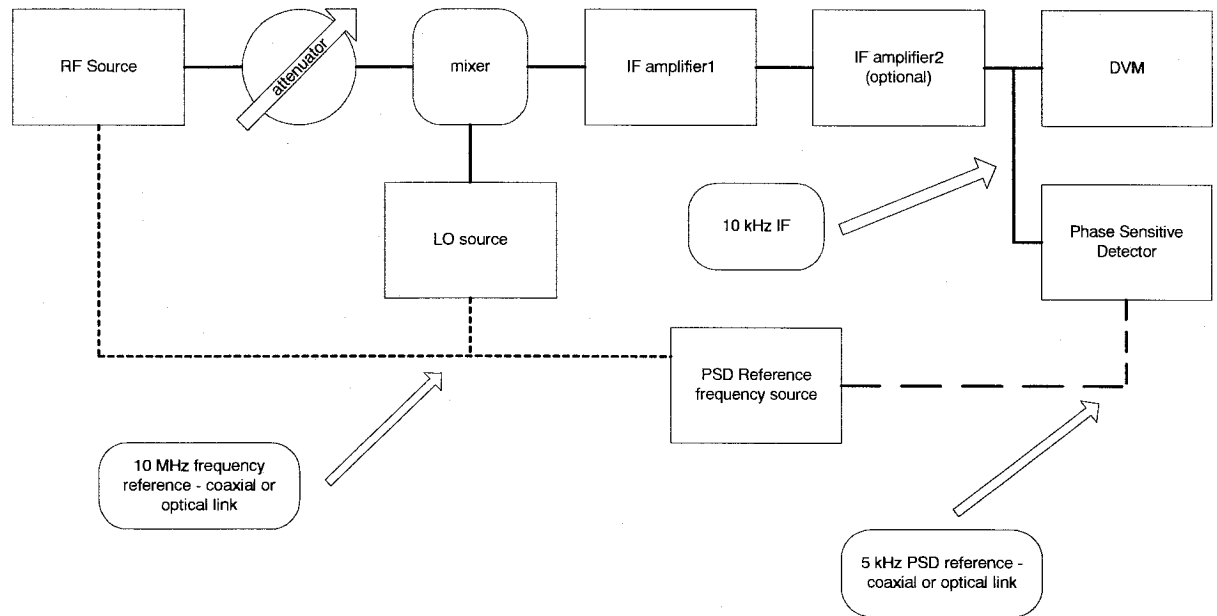 RF Source
attenuator
mixer
IF amplifier1
IF amplifier2
(optional)
DVM
LO source
10 kHz IF
Phase Sensitive
Detector
PSD Reference
frequency source
10 MHz frequency
reference - coaxial or
optical link
5 kHz PSD reference -
coaxial or optical link